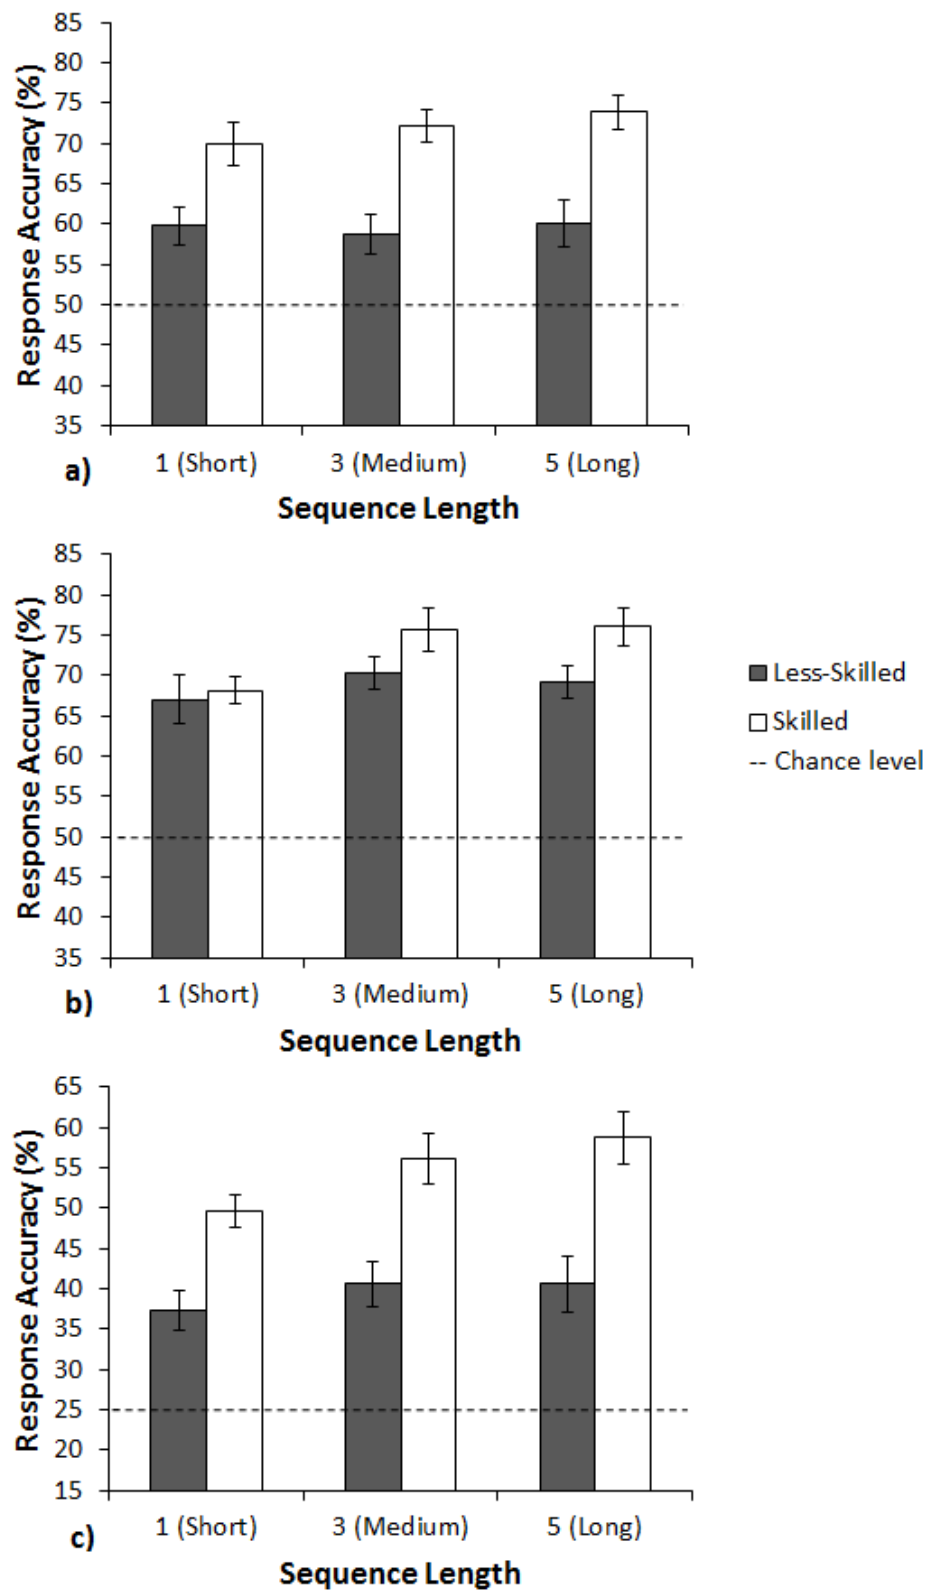 85
80
75
70
65
60
55
50
45
40
35
Response Accuracy (%)
1 (Short) 3 (Medium) 5 (Long)
a)
Sequence Length
85
80
75
70
65
60
55
50
45
40
35
Response Accuracy (%)
1 (Short) 3 (Medium) 5 (Long)
b)
Sequence Length
Less-Skilled
Skilled
-- Chance level
65
60
55
50
45
40
35
30
25
20
15
Response Accuracy (%)
1 (Short) 3 (Medium) 5 (Long)
c)
Sequence Length